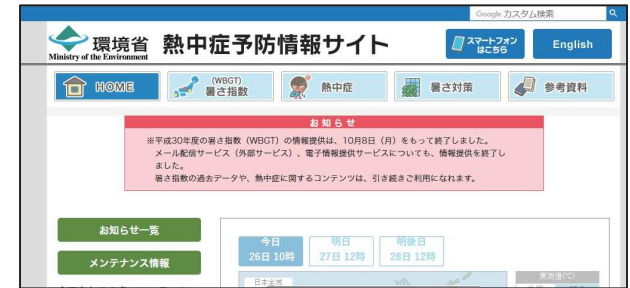 Google カスタム検索
環境省
Ministry of the Environment
熱中症予防情報サイト
スマートフォン
はこちら
English
HOME
(WBGT)
暑さ指数
熱中症
暑さ対策
参考資料
お知らせ
※平成30年度の暑さ指数（WBGT）の情報提供は、10月8日（月）をもって終了しました。
メール配信サービス（外部サービス）、電子情報提供サービスについても、情報提供を終了し
ました。
暑さ指数の過去データや、熱中症に関するコンテンツは、引き続きご利用になれます。
お知らせ一覧
メンテナンス情報
今日
26日 10時
明日
27日 12時
明後日
28日 12時
日本全域
実測値(℃)